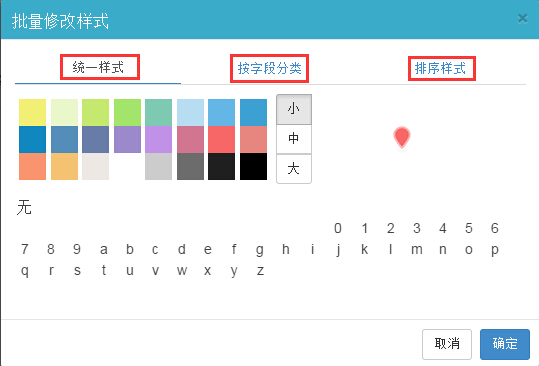 批量修改样式 ×
统一样式 按字段分类 排序样式
小
中
大
无
0 1 2 3 4 5 6
7 8 9 a b c d e f g h i j k l m n o p
q r s t u v w x y z
取消 确定